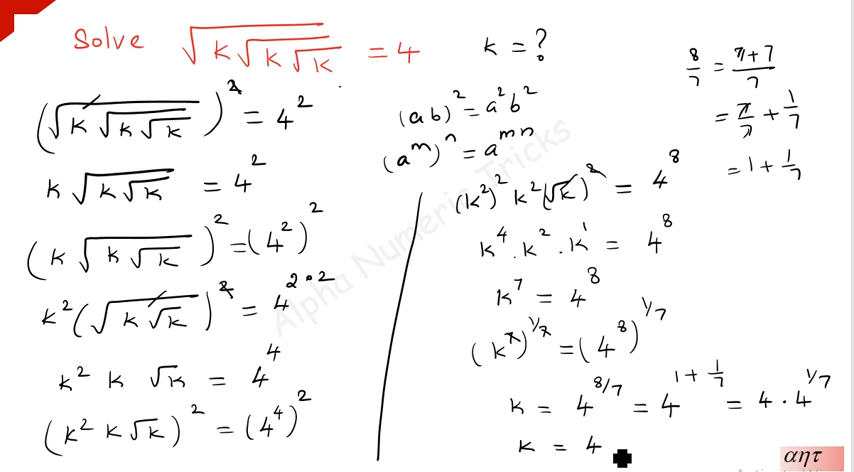 Solve √(k√(k√k)) = 4 k = ?
(√(k√(k√k)))² = 4²
k√(k√k) = 4²
(k√(k√k))² = (4²)²
k²(√(k√k))² = 4^(2·2)
k² k √k = 4⁴
(k² k √k)² = (4⁴)²
(ab)² = a²b²
(a^m)^n = a^(mn)
(k²)² k² (√k)² = 4⁸
k⁴ · k² · k¹ = 4⁸
k⁷ = 4⁸
(k⁷)^(1/7) = (4⁸)^(1/7)
k = 4^(8/7) = 4^(1 + 1/7) = 4 · 4^(1/7)
k = 4
8/7 = (7+7)/7
= 7/7 + 1/7
= 1 + 1/7
Alpha Numeric Tricks
αητ